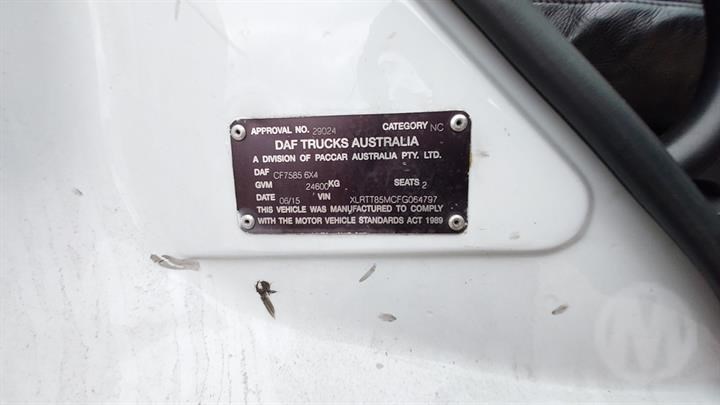 APPROVAL NO. 29024 CATEGORY NC
DAF TRUCKS AUSTRALIA
A DIVISION OF PACCAR AUSTRALIA PTY. LTD.
DAF CF7585 6X4
GVM 24600KG SEATS 2
DATE 06/15 VIN XLRTT85MCFG064797
THIS VEHICLE WAS MANUFACTURED TO COMPLY
WITH THE MOTOR VEHICLE STANDARDS ACT 1989
M